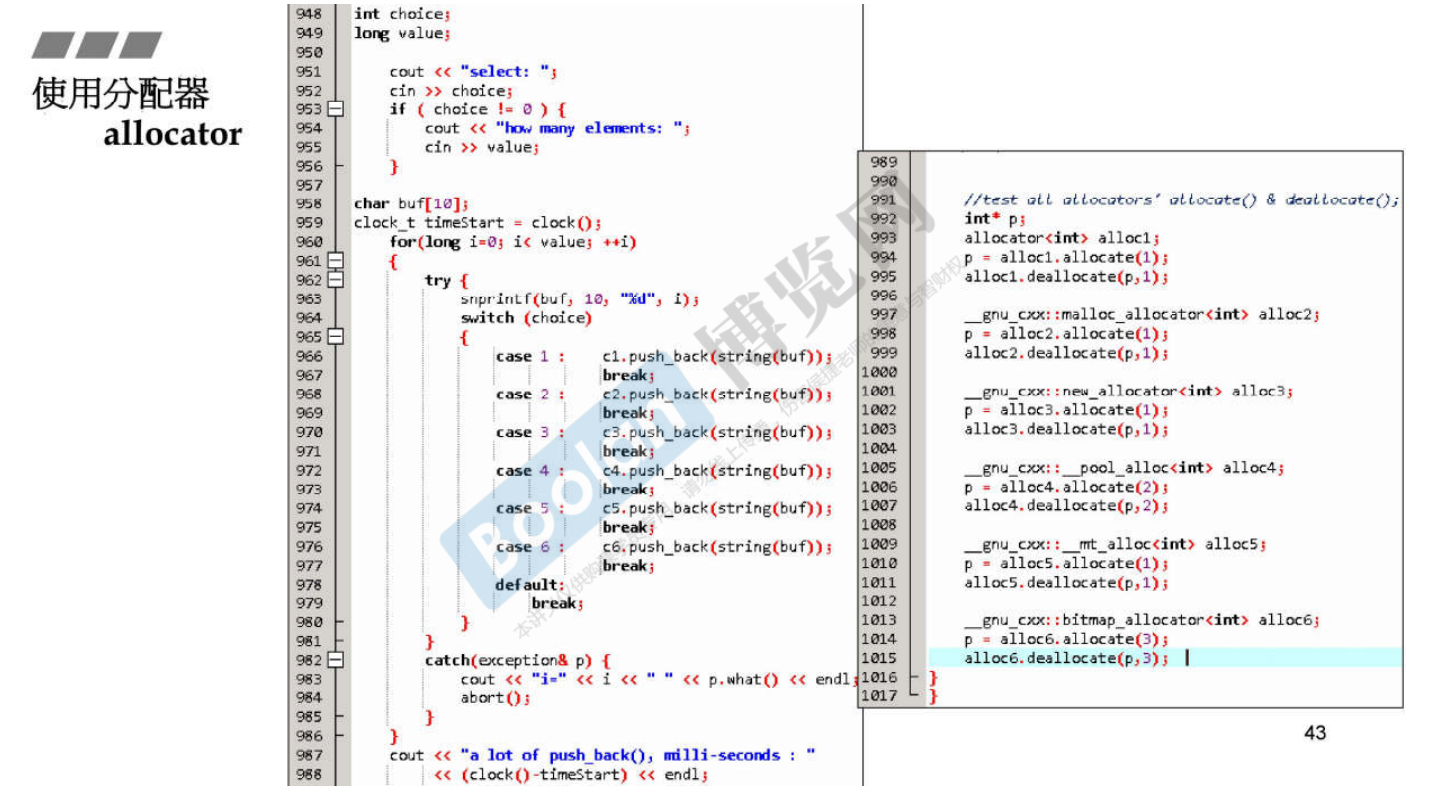 使用分配器
allocator
948 int choice;
949 long value;
950
951 cout << "select: ";
952 cin >> choice;
953 if ( choice != 0 ) {
954 cout << "how many elements: ";
955 cin >> value;
956 }
957
958 char buf[10];
959 clock_t timeStart = clock();
960 for(long i=0; i< value; ++i)
961 {
962 try {
963 snprintf(buf, 10, "%d", i);
964 switch (choice)
965 {
966 case 1 : c1.push_back(string(buf));
967 break;
968 case 2 : c2.push_back(string(buf));
969 break;
970 case 3 : c3.push_back(string(buf));
971 break;
972 case 4 : c4.push_back(string(buf));
973 break;
974 case 5 : c5.push_back(string(buf));
975 break;
976 case 6 : c6.push_back(string(buf));
977 break;
978 default:
979 break;
980 }
981 }
982 catch(exception& p) {
983 cout << "i=" << i << " " << p.what() << endl;
984 abort();
985 }
986 }
987 cout << "a lot of push_back(), milli-seconds : "
988 << (clock()-timeStart) << endl;
989
990
991 //test all allocators' allocate() & deallocate();
992 int* p;
993 allocator<int> alloc1;
994 p = alloc1.allocate(1);
995 alloc1.deallocate(p,1);
996
997 __gnu_cxx::malloc_allocator<int> alloc2;
998 p = alloc2.allocate(1);
999 alloc2.deallocate(p,1);
1000
1001 __gnu_cxx::new_allocator<int> alloc3;
1002 p = alloc3.allocate(1);
1003 alloc3.deallocate(p,1);
1004
1005 __gnu_cxx::__pool_alloc<int> alloc4;
1006 p = alloc4.allocate(2);
1007 alloc4.deallocate(p,2);
1008
1009 __gnu_cxx::__mt_alloc<int> alloc5;
1010 p = alloc5.allocate(1);
1011 alloc5.deallocate(p,1);
1012
1013 __gnu_cxx::bitmap_allocator<int> alloc6;
1014 p = alloc6.allocate(3);
1015 alloc6.deallocate(p,3);
1016 }
1017 }
Boolan 博览网
43